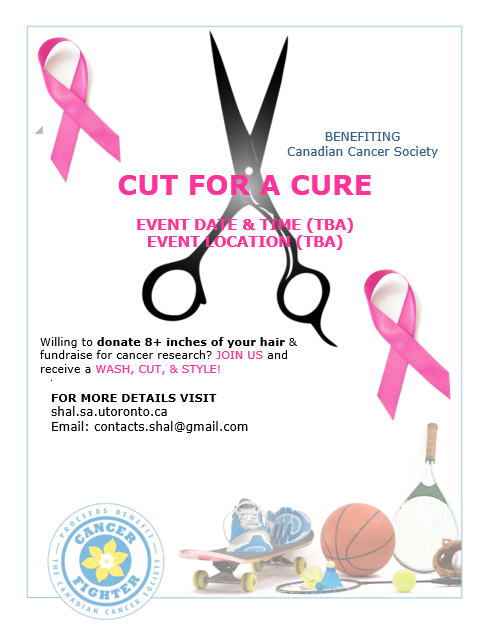 BENEFITING
Canadian Cancer Society
CUT FOR A CURE
EVENT DATE & TIME (TBA)
EVENT LOCATION (TBA)
Willing to donate 8+ inches of your hair &
fundraise for cancer research? JOIN US and
receive a WASH, CUT, & STYLE!
FOR MORE DETAILS VISIT
shal.sa.utoronto.ca
Email: contacts.shal@gmail.com
PROCEEDS BENEFIT
CANCER
FIGHTER
THE CANADIAN CANCER SOCIETY